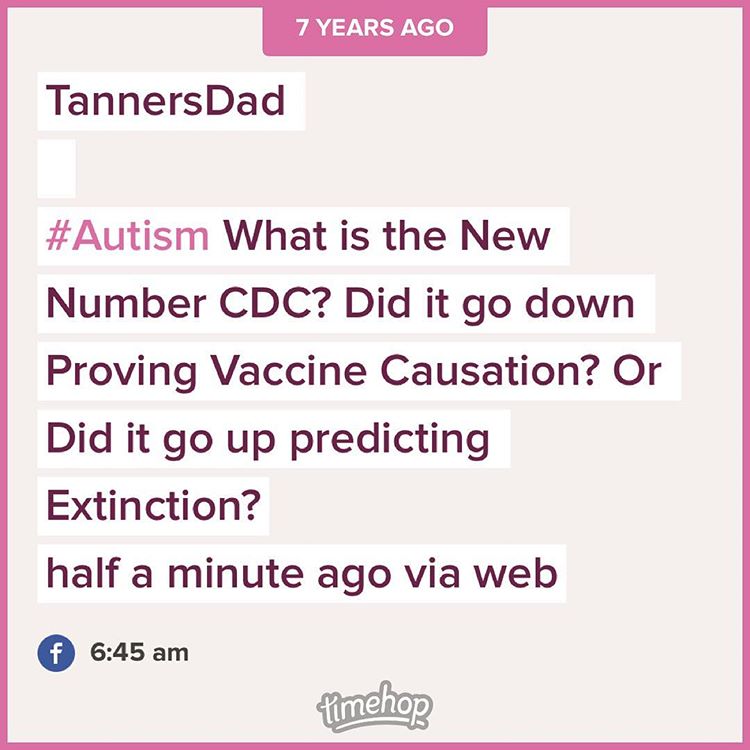 7 YEARS AGO
TannersDad
#Autism What is the New
Number CDC? Did it go down
Proving Vaccine Causation? Or
Did it go up predicting
Extinction?
half a minute ago via web
f 6:45 am
timehop